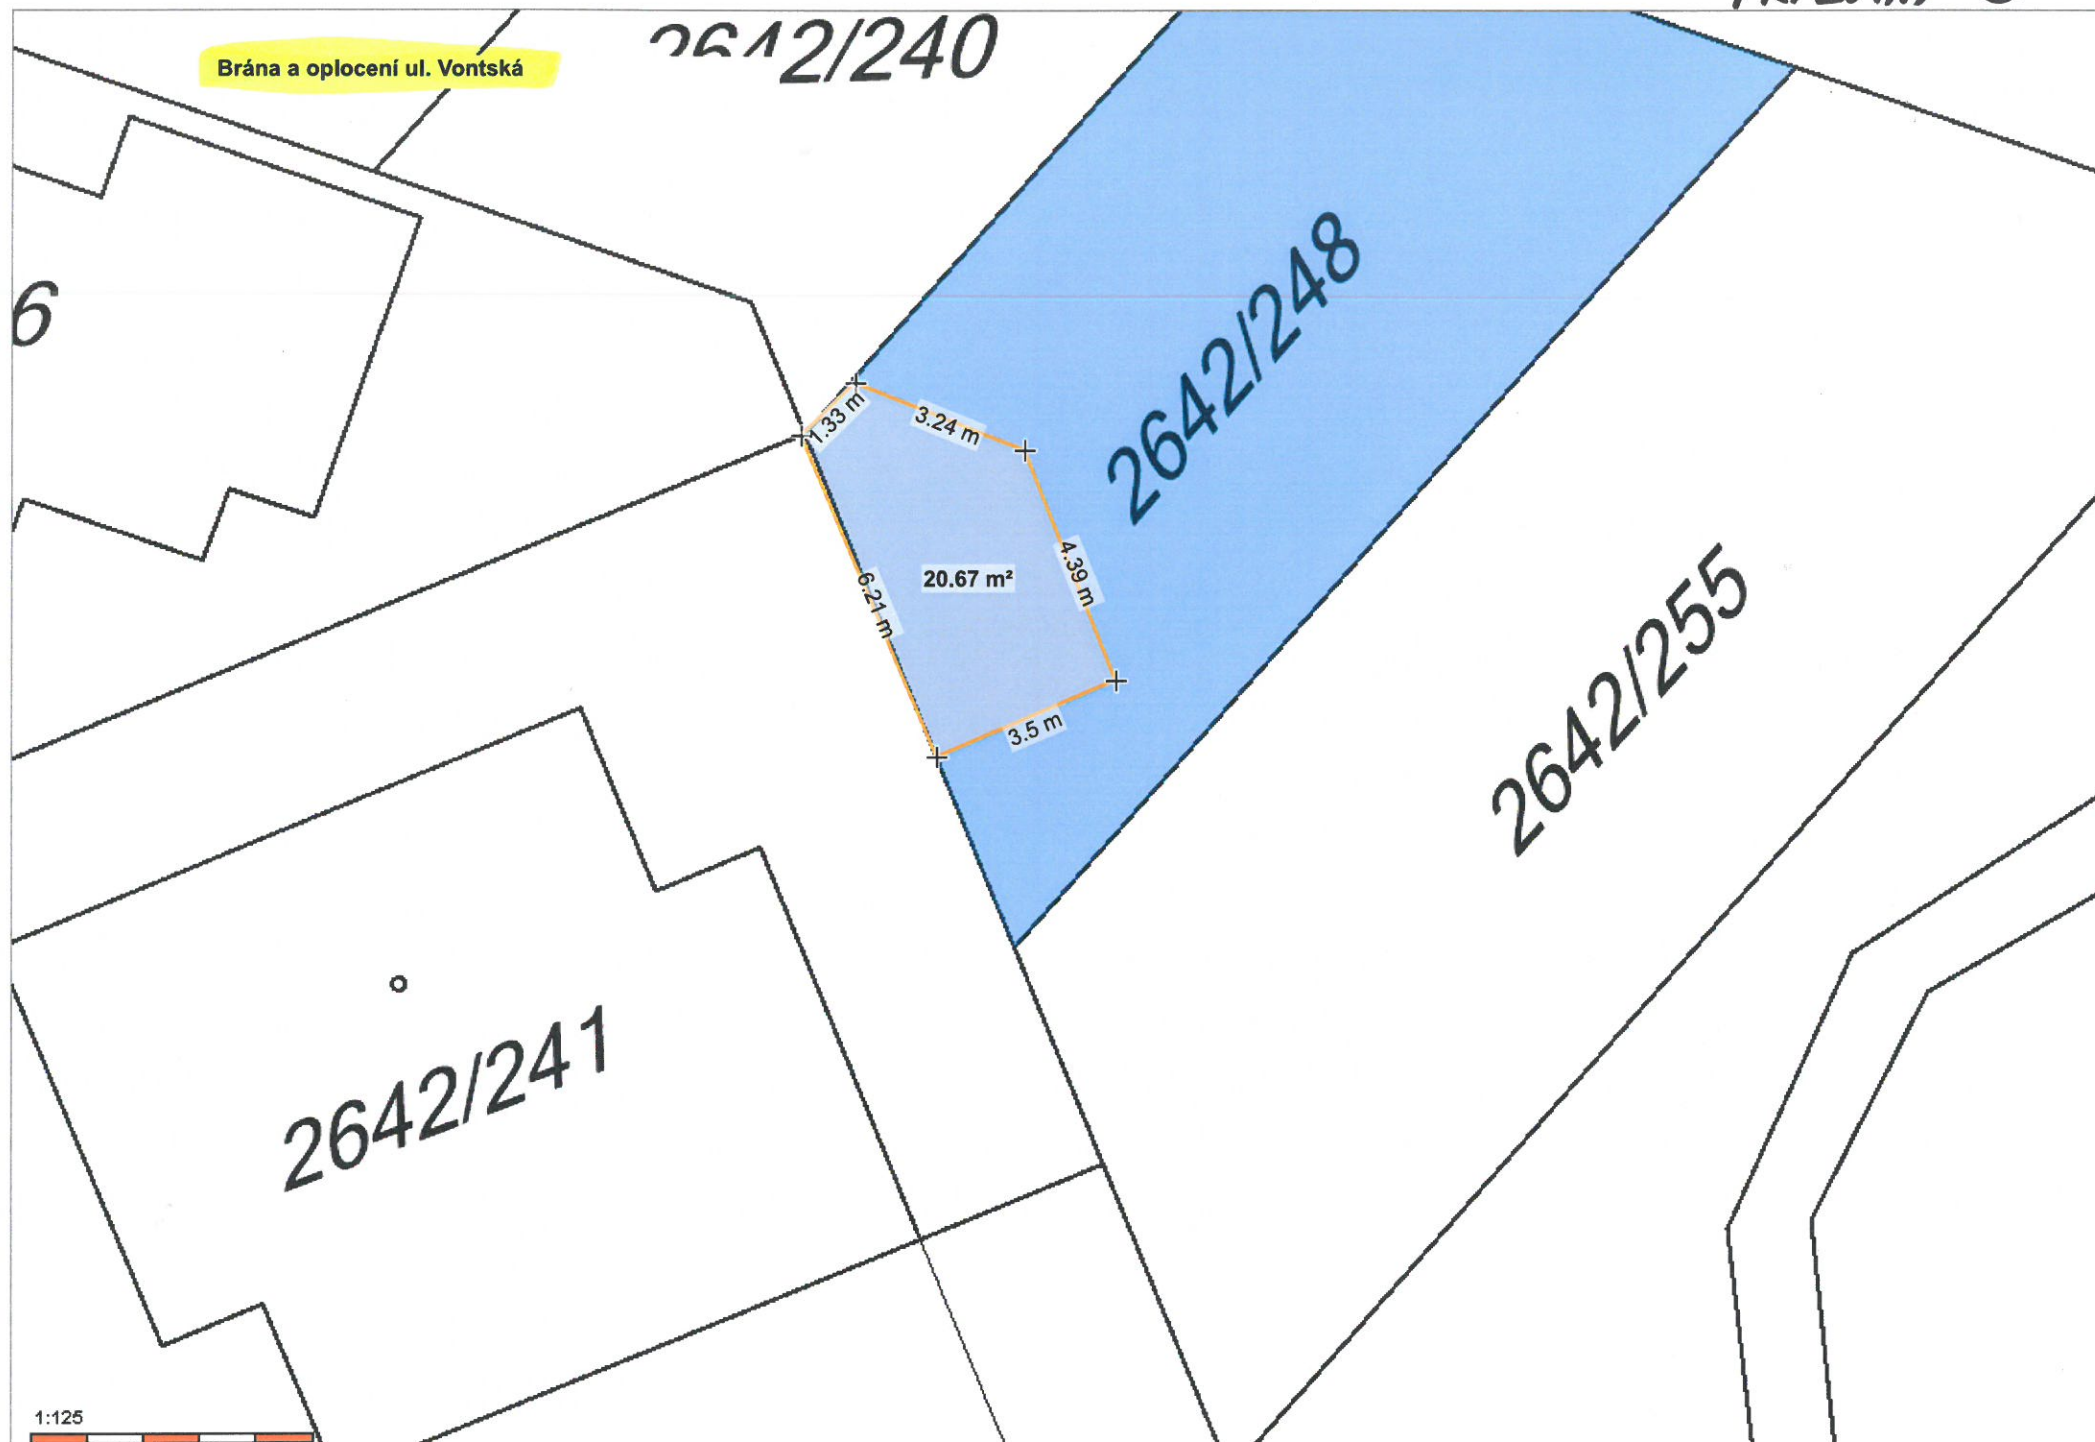 Brána a oplocení ul. Vontská
2642/240
6
2642/248
1.33 m
3.24 m
4.39 m
20.67 m²
6.21 m
3.5 m
2642/255
2642/241
1:125